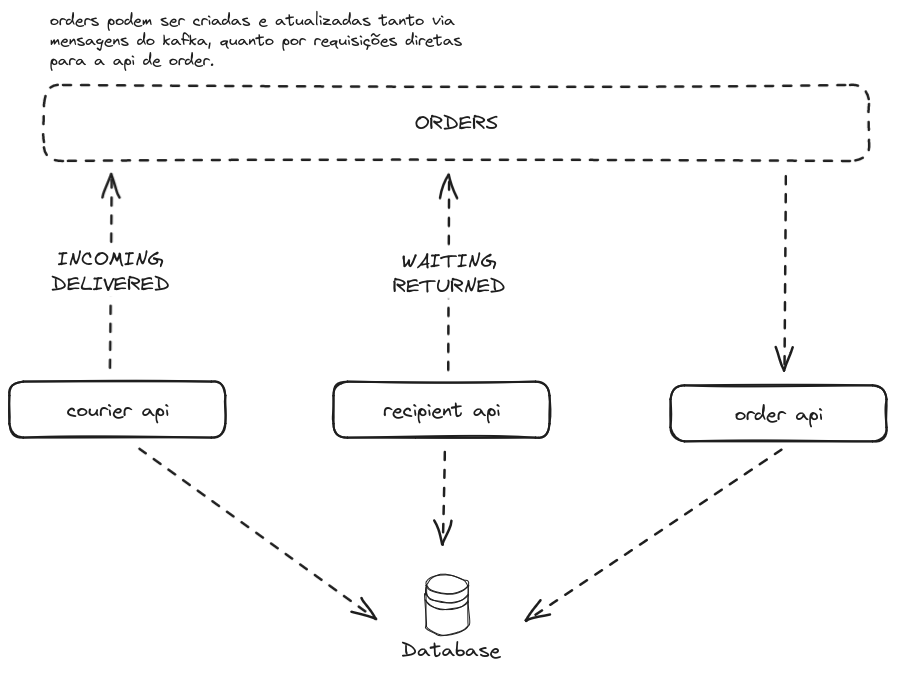 orders podem ser criadas e atualizadas tanto via
mensagens do kafka, quanto por requisições diretas
para a api de order.
ORDERS
INCOMING,
DELIVERED
WAITING,
RETURNED
courier api
recipient api
order api
Database